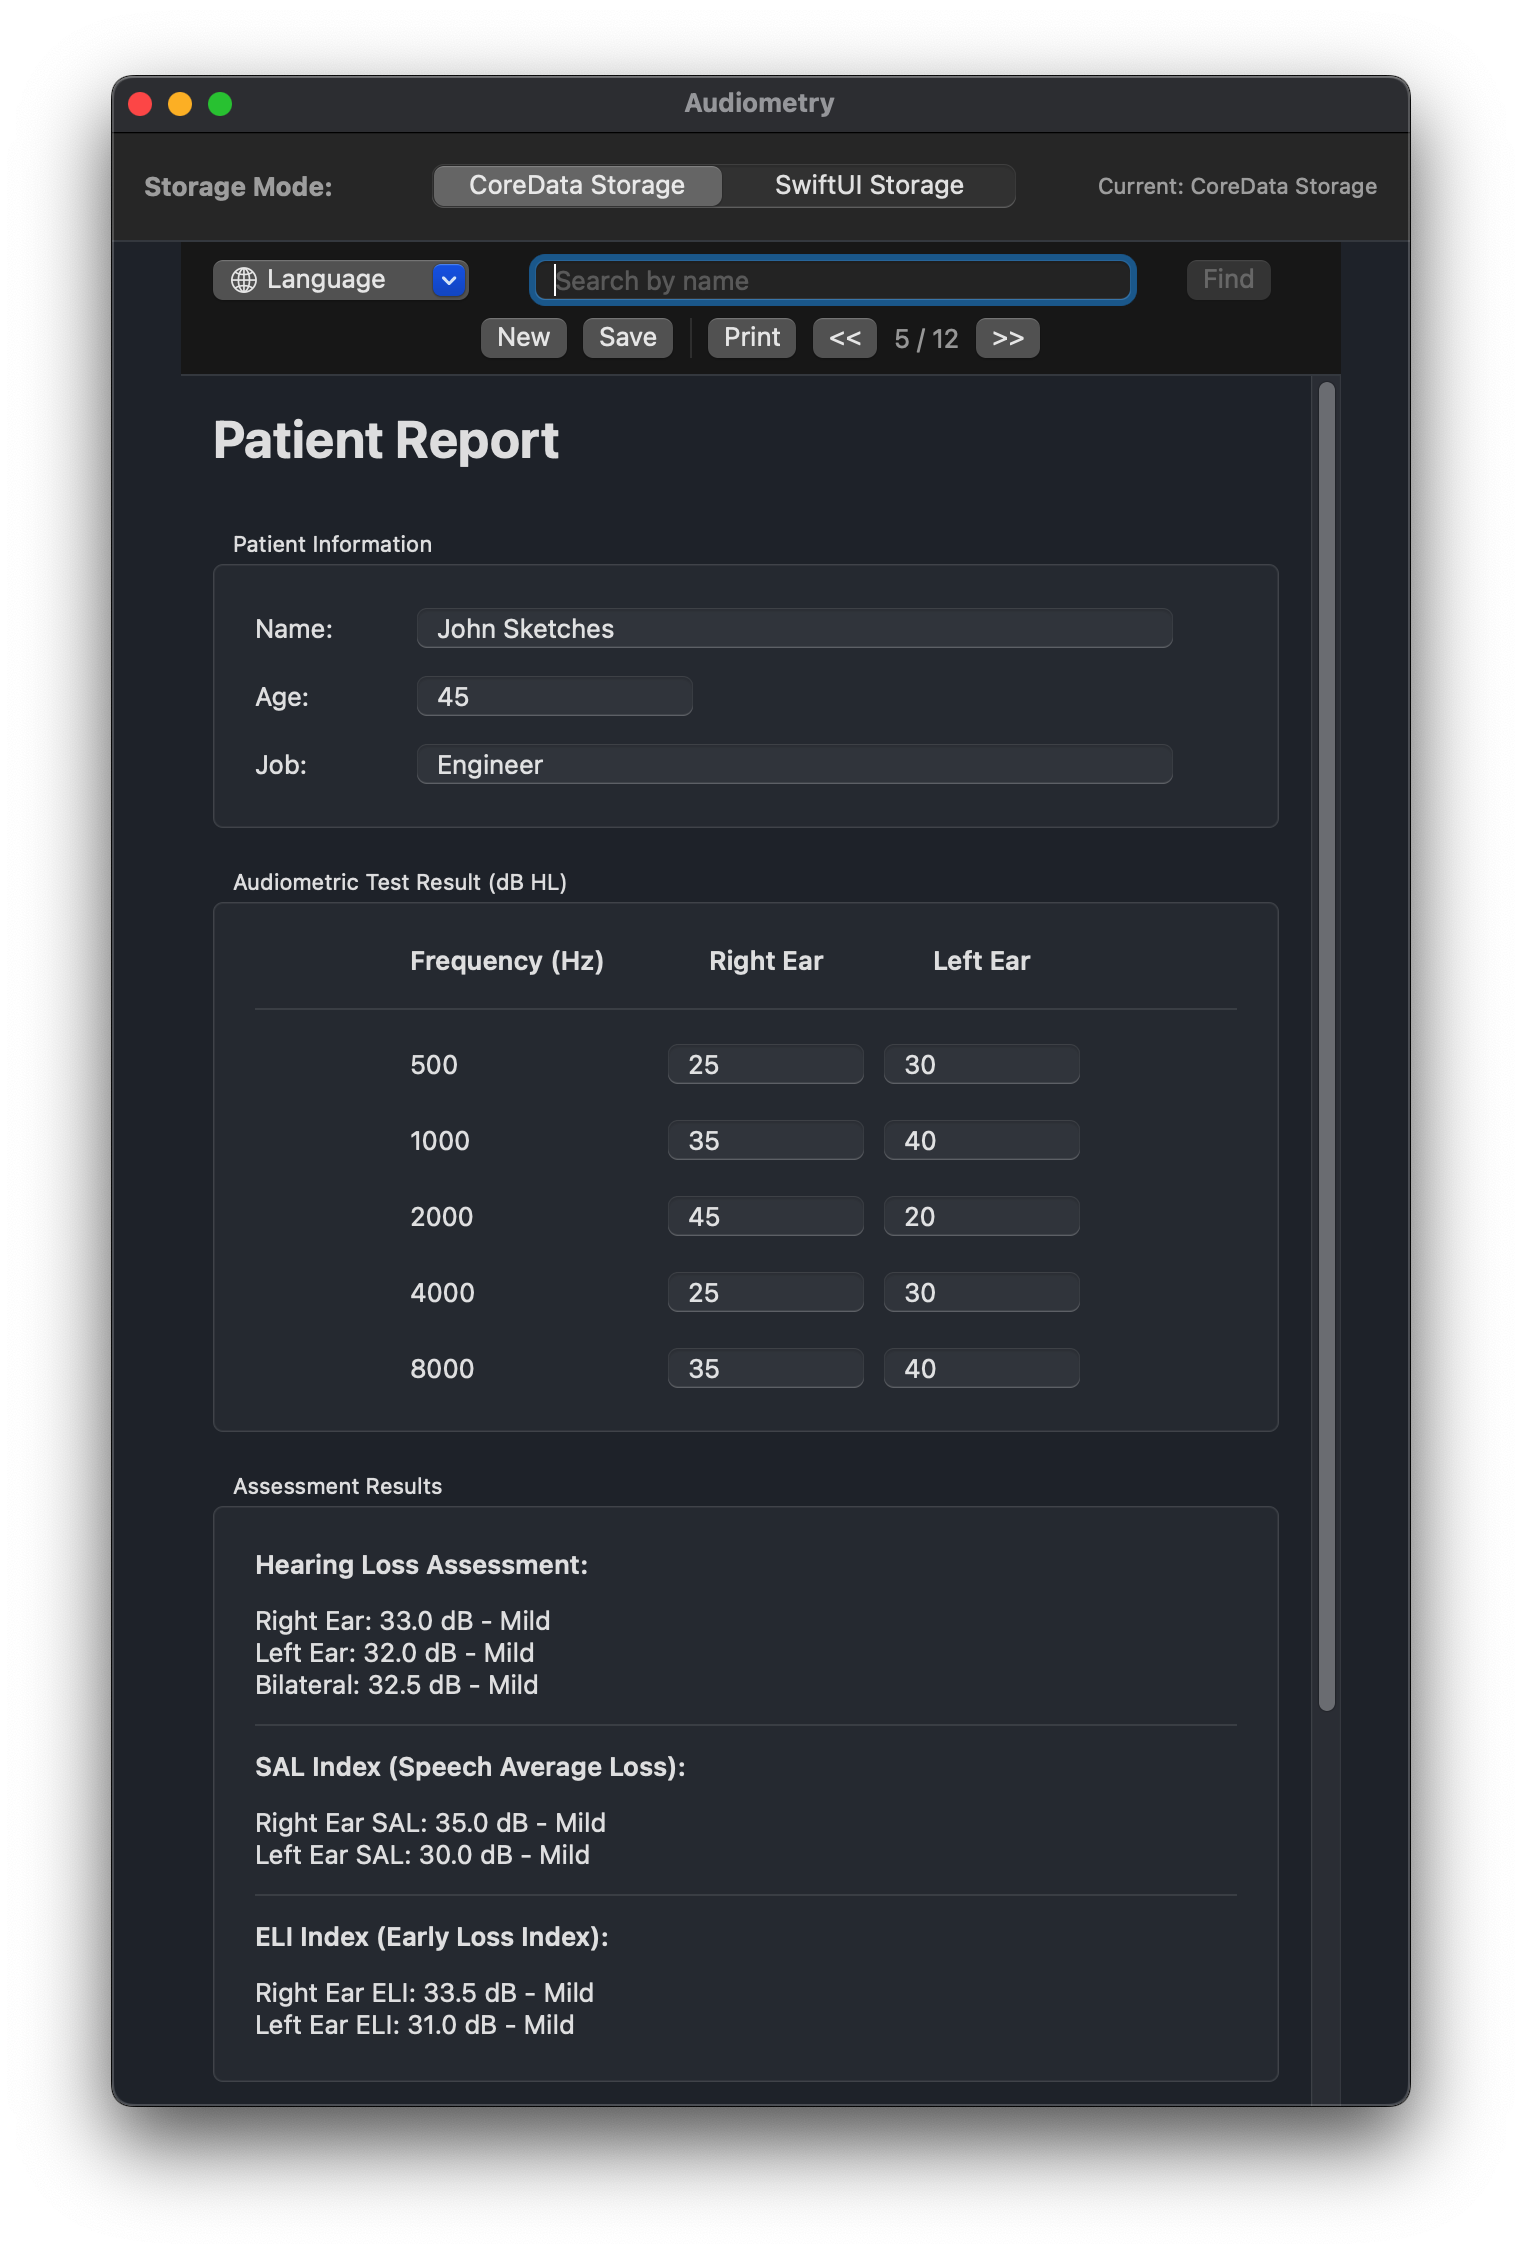 Audiometry
Storage Mode: CoreData Storage SwiftUI Storage Current: CoreData Storage
Language Search by name Find
New Save Print << 5 / 12 >>
Patient Report
Patient Information
Name: John Sketches
Age: 45
Job: Engineer
Audiometric Test Result (dB HL)
Frequency (Hz) Right Ear Left Ear
500 25 30
1000 35 40
2000 45 20
4000 25 30
8000 35 40
Assessment Results
Hearing Loss Assessment:
Right Ear: 33.0 dB - Mild
Left Ear: 32.0 dB - Mild
Bilateral: 32.5 dB - Mild
SAL Index (Speech Average Loss):
Right Ear SAL: 35.0 dB - Mild
Left Ear SAL: 30.0 dB - Mild
ELI Index (Early Loss Index):
Right Ear ELI: 33.5 dB - Mild
Left Ear ELI: 31.0 dB - Mild